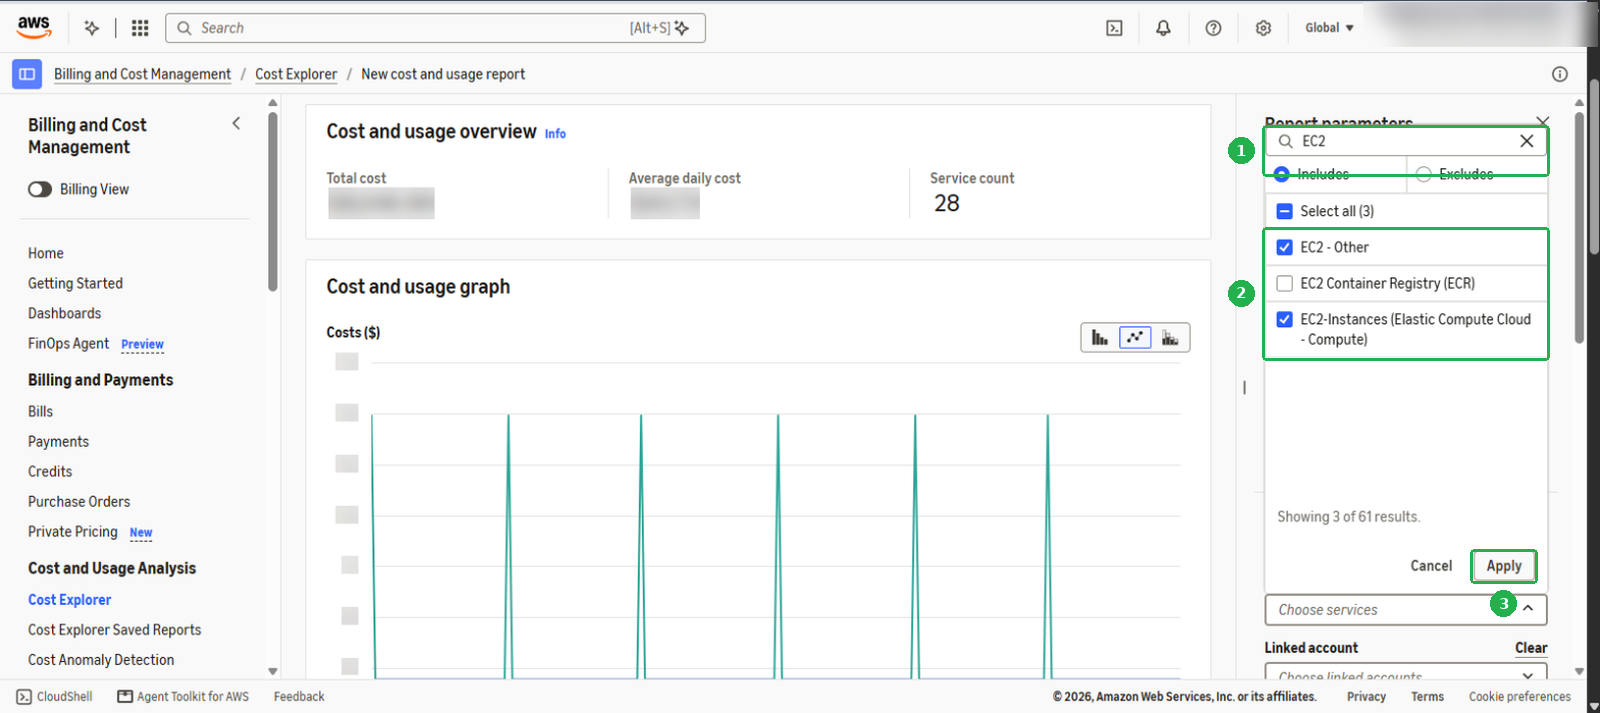 aws
Search
[Alt+S]
Global
Billing and Cost Management / Cost Explorer / New cost and usage report
Billing and Cost
Management
Billing View
Home
Getting Started
Dashboards
FinOps Agent Preview
Billing and Payments
Bills
Payments
Credits
Purchase Orders
Private Pricing New
Cost and Usage Analysis
Cost Explorer
Cost Explorer Saved Reports
Cost Anomaly Detection
Cost and usage overview Info
Total cost
Average daily cost
Service count
28
Cost and usage graph
Costs ($)
Report parameters
1
EC2
Includes
Excludes
Select all (3)
2
EC2 - Other
EC2 Container Registry (ECR)
EC2-Instances (Elastic Compute Cloud
- Compute)
Showing 3 of 61 results.
Cancel
Apply
3
Choose services
Linked account
Clear
Choose linked accounts
CloudShell
Agent Toolkit for AWS
Feedback
© 2026, Amazon Web Services, Inc. or its affiliates.
Privacy
Terms
Cookie preferences